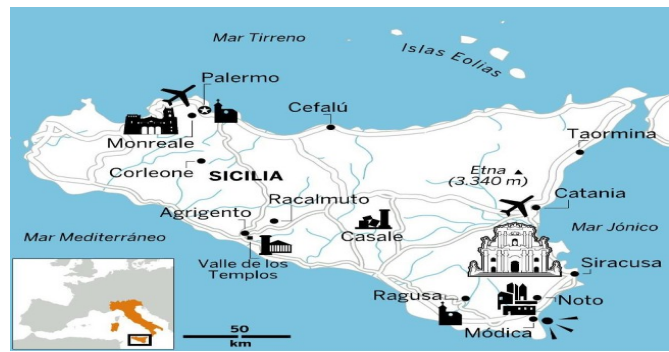 Mar Tirreno
Islas Eolias
Palermo
Cefalú
Monreale
Taormina
Corleone
SICILIA
Etna
(3.340 m)
Racalmuto
Catania
Agrigento
Casale
Mar Mediterráneo
Mar Jónico
Valle de los
Templos
Siracusa
Ragusa
Noto
Módica
50
km